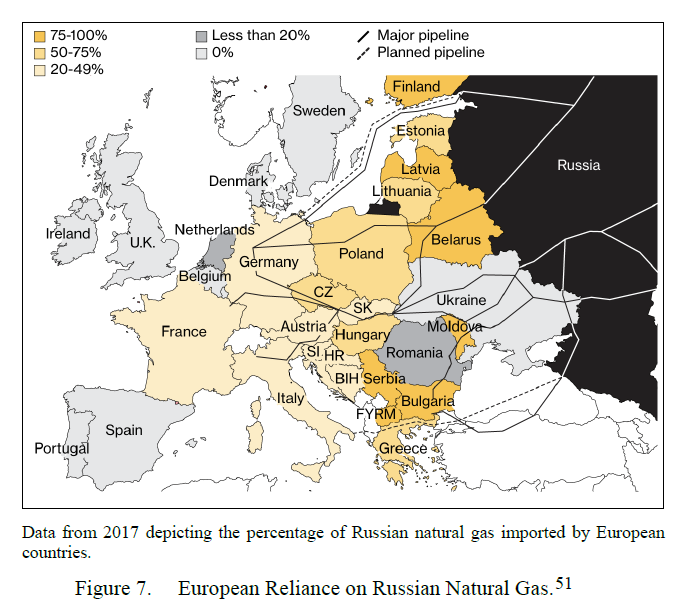 75-100%
50-75%
20-49%
Less than 20%
0%
Major pipeline
Planned pipeline
Finland
Sweden
Estonia
Russia
Latvia
Denmark
Lithuania
Netherlands
Ireland
U.K.
Belarus
Poland
Germany
Belgium
CZ
Ukraine
SK
France
Austria
Moldova
Hungary
SI
HR
Romania
BIH
Serbia
Italy
Bulgaria
FYRM
Spain
Portugal
Greece
Data from 2017 depicting the percentage of Russian natural gas imported by European
countries.
Figure 7. European Reliance on Russian Natural Gas.51